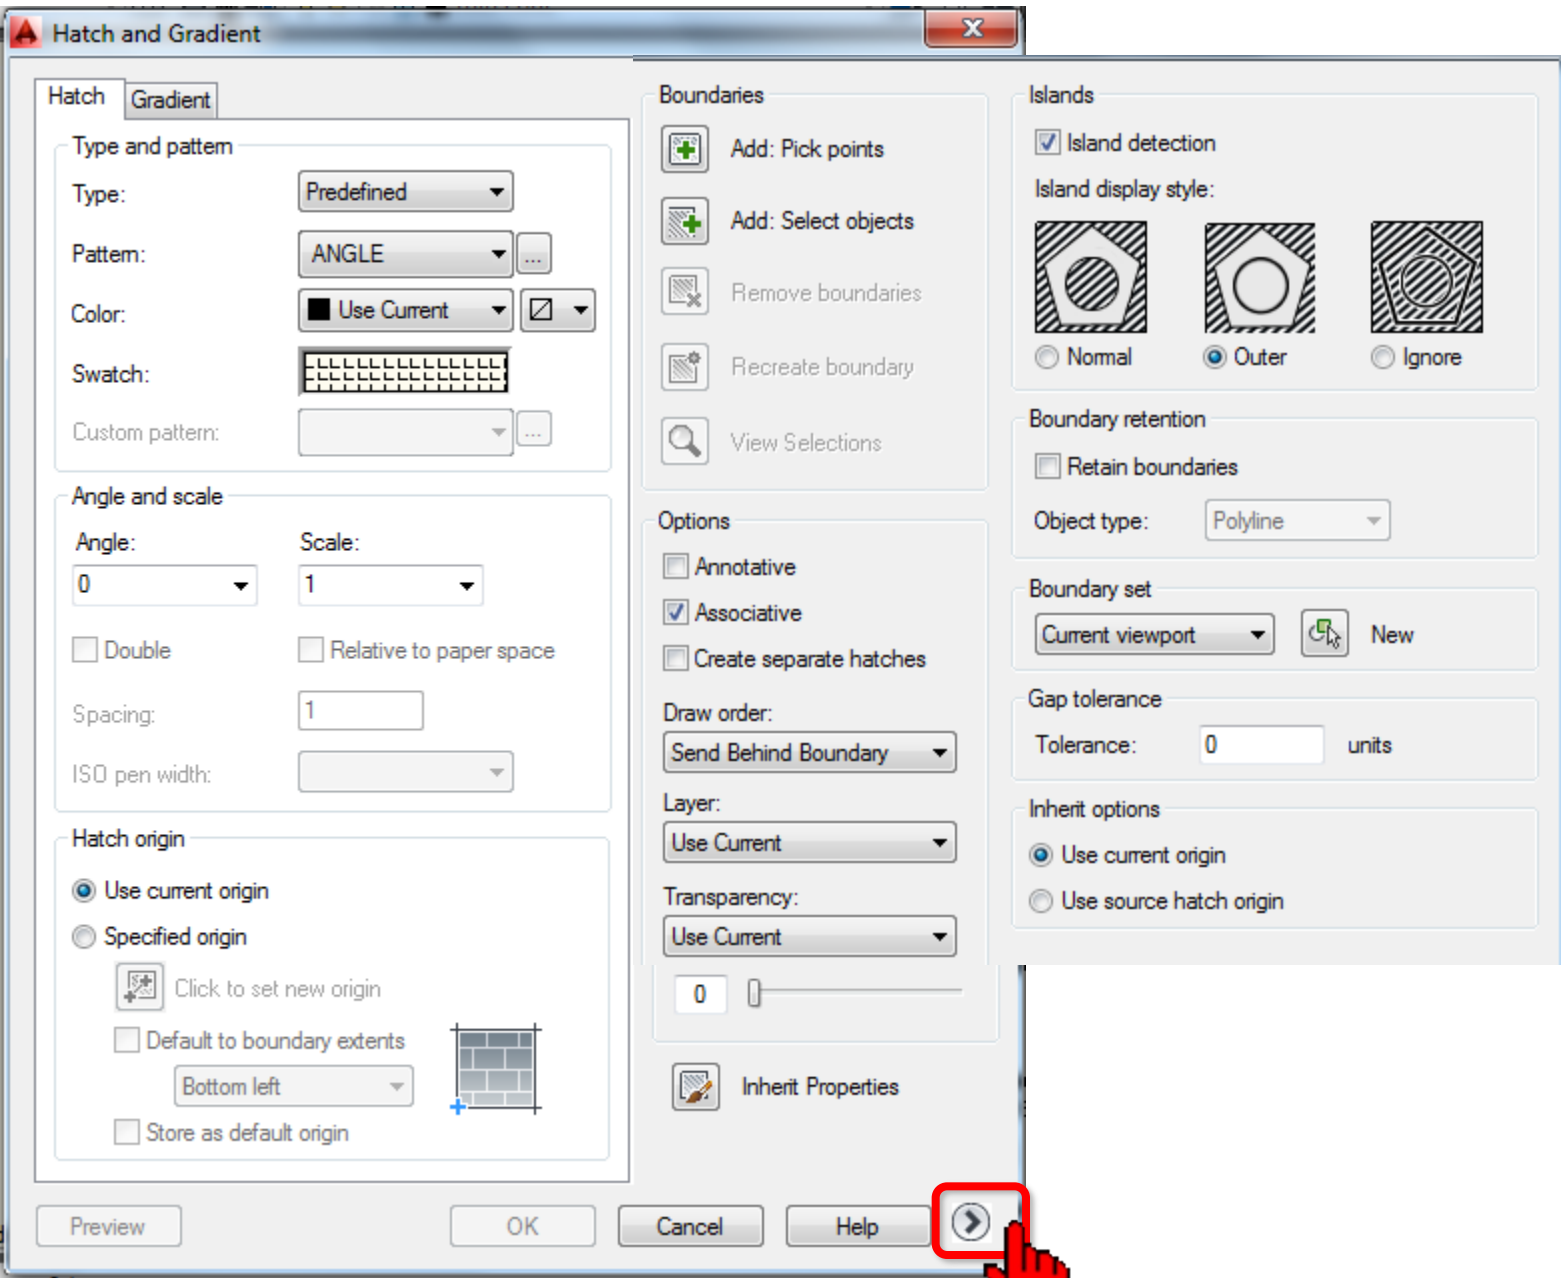 Hatch and Gradient
Hatch
Gradient
Type and pattern
Type:
Predefined
Pattern:
ANGLE
...
Color:
Use Current
Swatch:
Custom pattern:
...
Angle and scale
Angle:
Scale:
0
1
Double
Relative to paper space
Spacing:
1
ISO pen width:
Hatch origin
Use current origin
Specified origin
Click to set new origin
Default to boundary extents
Bottom left
Store as default origin
Boundaries
Add: Pick points
Add: Select objects
Remove boundaries
Recreate boundary
View Selections
Options
Annotative
Associative
Create separate hatches
Draw order:
Send Behind Boundary
Layer:
Use Current
Transparency:
Use Current
0
Inherit Properties
Islands
Island detection
Island display style:
Normal
Outer
Ignore
Boundary retention
Retain boundaries
Object type:
Polyline
Boundary set
Current viewport
New
Gap tolerance
Tolerance:
0
units
Inherit options
Use current origin
Use source hatch origin
Preview
OK
Cancel
Help